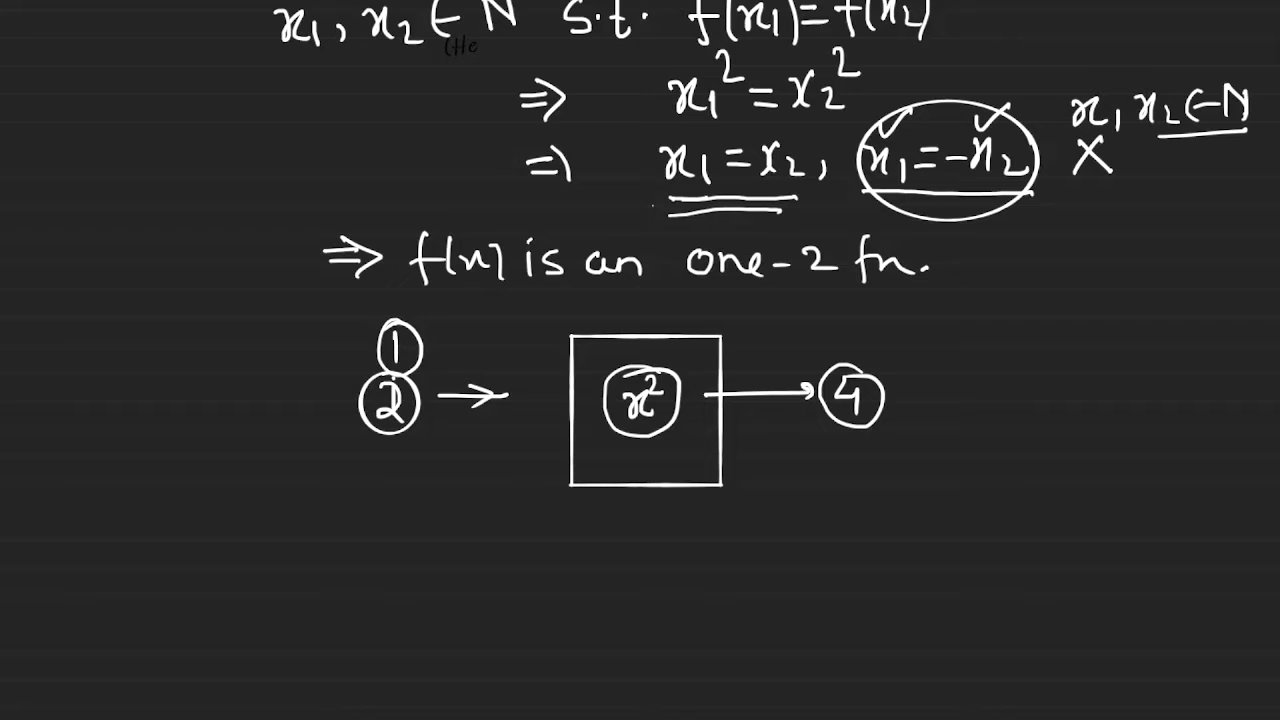 x₁, x₂ ∈ N s.t. f(x₁) = f(x₂)
⇒ x₁² = x₂²
⇒ x₁ = x₂, x₁ = -x₂ ✗ x₁, x₂ ∈ N
⇒ f(x) is an one-2 fn.
1
2 → x² → 4